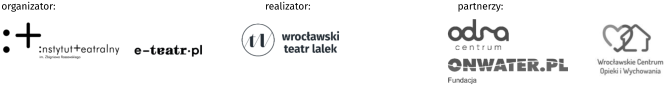 organizator:
realizator:
partnerzy:
:nstytut+eatralny
im. Zbigniewa Raszewskiego
e-teatr.pl
wrocławski
teatr lalek
odra
centrum
ONWATER.PL
Fundacja
Wrocławskie Centrum
Opieki i Wychowania